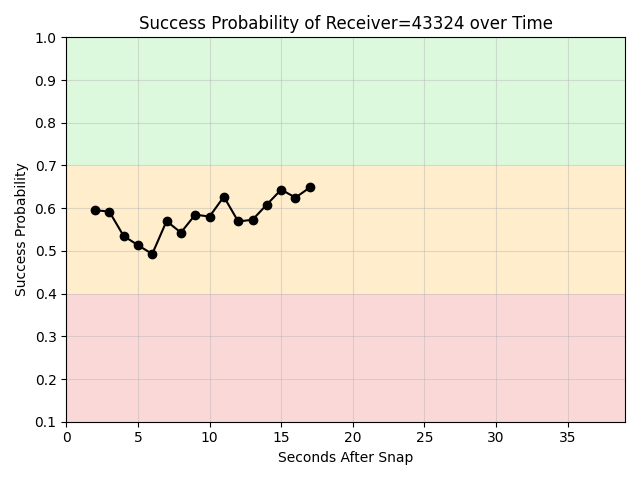 Success Probability of Receiver=43324 over Time
1.0
0.9
0.8
0.7
0.6
0.5
0.4
0.3
0.2
0.1
Success Probability
0 5 10 15 20 25 30 35
Seconds After Snap